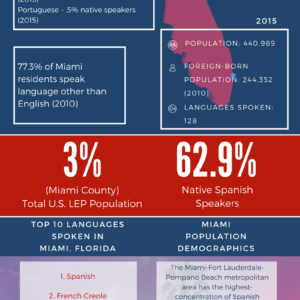 Portuguese – .5% native speakers
(2015)
77.3% of Miami
residents speak
language other than
English (2010)
2015
POPULATION: 440.989
FOREIGN-BORN
POPULATION: 244.352
(2010)
LANGUAGES SPOKEN:
128
3%
(Miami County)
Total U.S. LEP Population
62.9%
Native Spanish
Speakers
TOP 10 LANGUAGES
SPOKEN IN
MIAMI, FLORIDA
1. Spanish
2. French Creole
MIAMI
POPULATION
DEMOGRAPHICS
The Miami-Fort Lauderdale-
Pompano Beach metropolitan
area has the highest-
concentration of Spanish